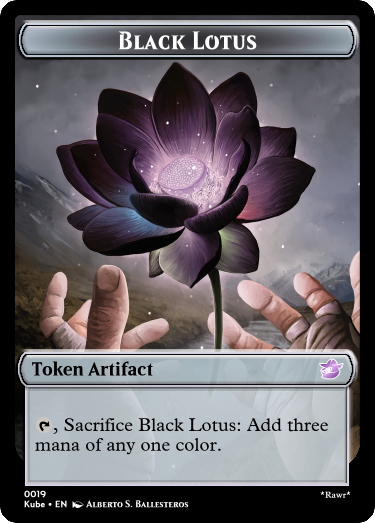 BLACK LOTUS
Token Artifact
, Sacrifice Black Lotus: Add three
mana of any one color.
0019
Kube • EN ALBERTO S. BALLESTEROS
*Rawr*